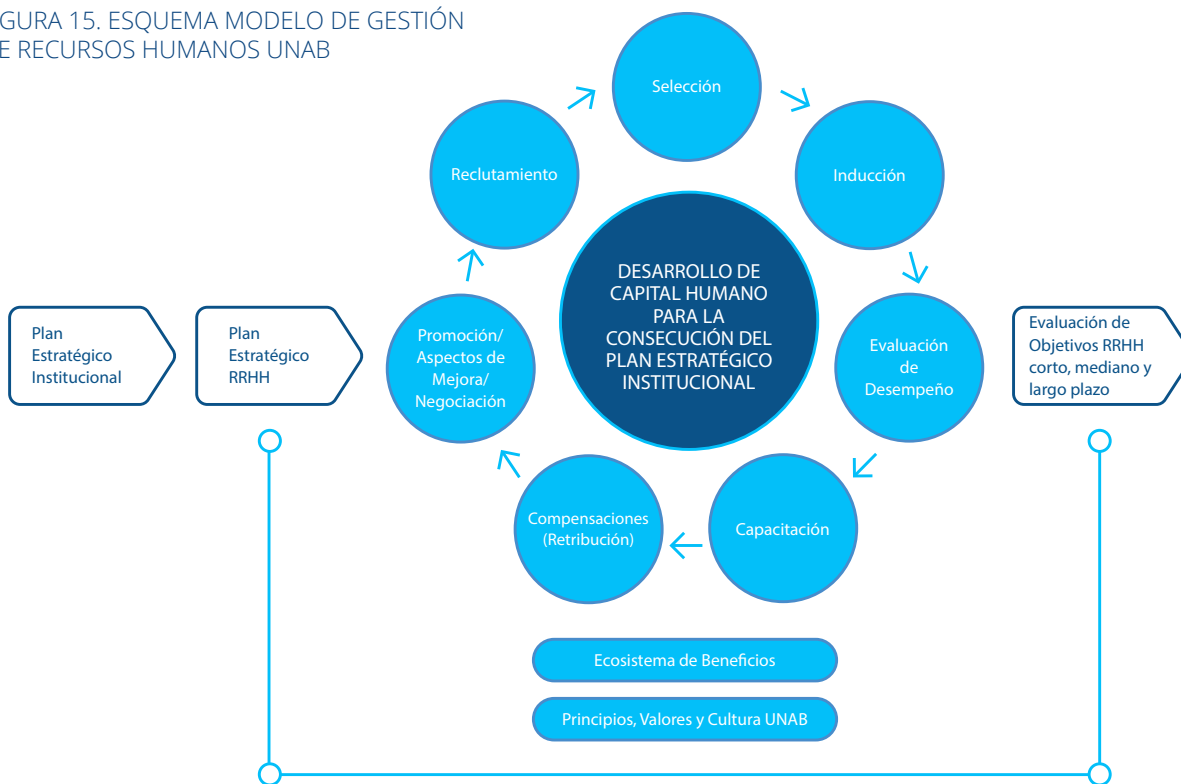 GURA 15. ESQUEMA MODELO DE GESTIÓN
E RECURSOS HUMANOS UNAB
Selección
Reclutamiento
Inducción
DESARROLLO DE
CAPITAL HUMANO
PARA LA
CONSECUCIÓN DEL
PLAN ESTRATÉGICO
INSTITUCIONAL
Plan
Estratégico
Institucional
Plan
Estratégico
RRHH
Promoción/
Aspectos de
Mejora/
Negociación
Evaluación
de
Desempeño
Evaluación de
Objetivos RRHH
corto, mediano y
largo plazo
Compensaciones
(Retribución)
Capacitación
Ecosistema de Beneficios
Principios, Valores y Cultura UNAB